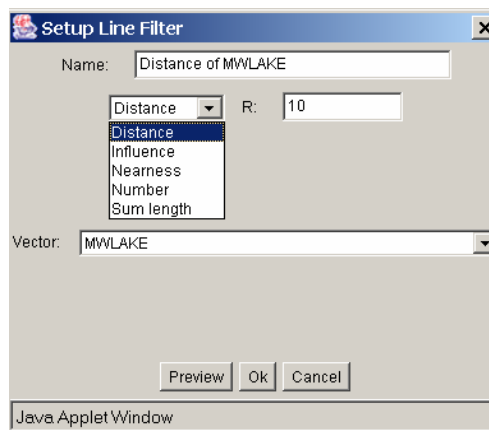 Setup Line Filter
Name: Distance of MWLAKE
Distance R: 10
Distance
Influence
Nearness
Number
Sum length
Vector: MWLAKE
Preview Ok Cancel
Java Applet Window